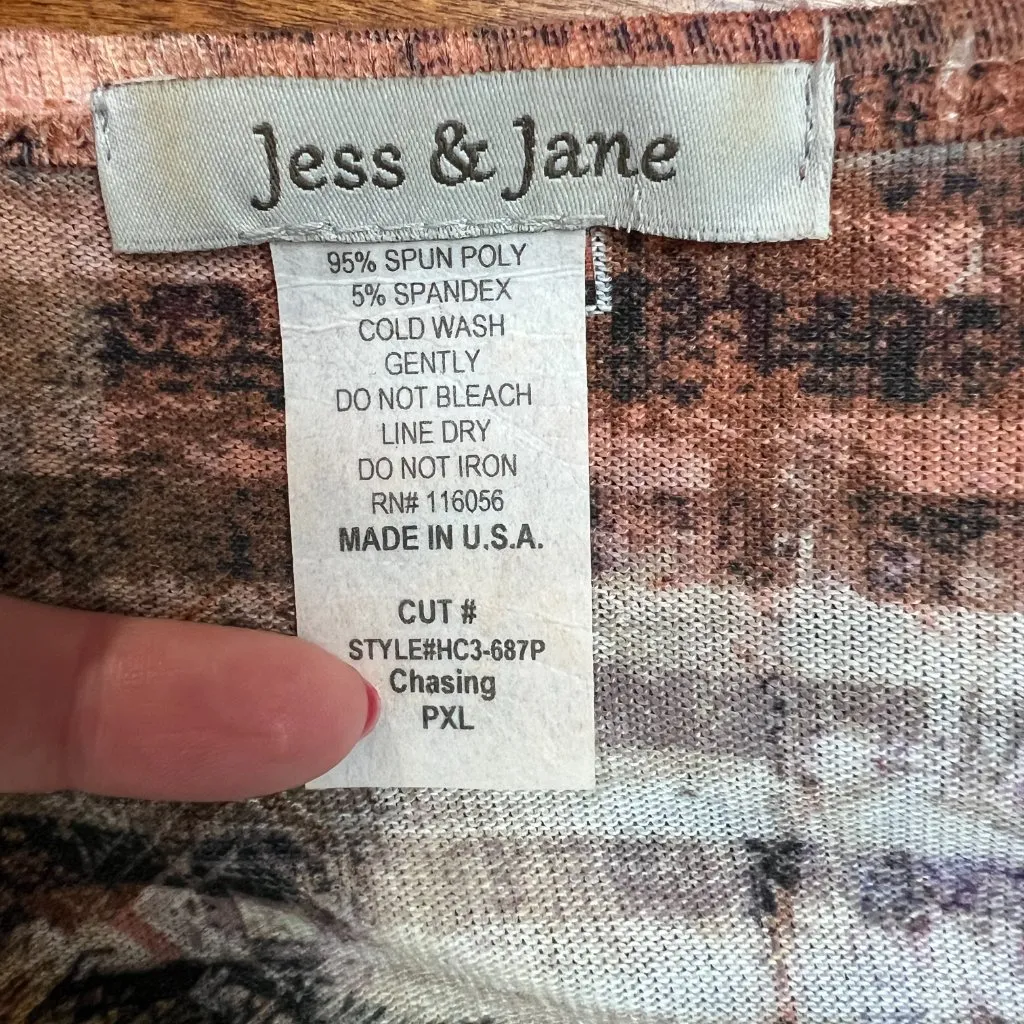 Jess & Jane
95% SPUN POLY
5% SPANDEX
COLD WASH
GENTLY
DO NOT BLEACH
LINE DRY
DO NOT IRON
RN# 116056
MADE IN U.S.A.
CUT #
STYLE#HC3-687P
Chasing
PXL